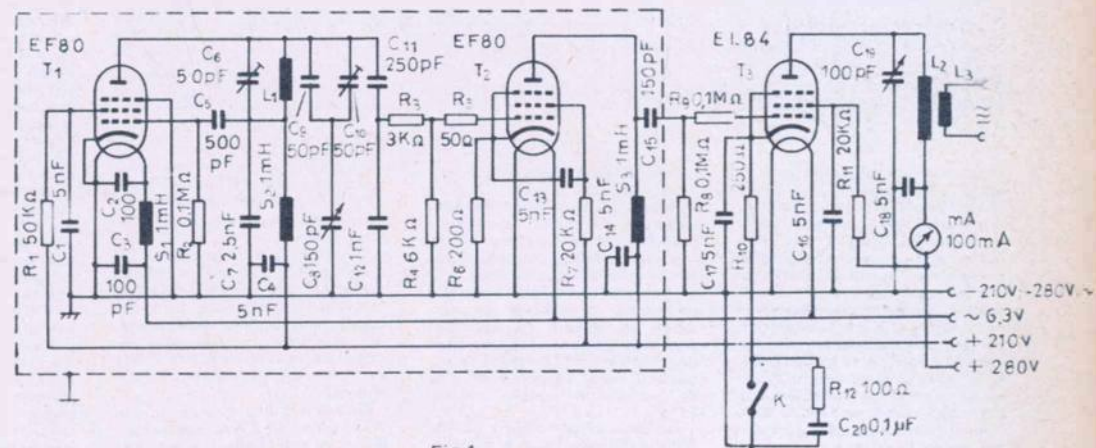 EF80
T1
R1 50KΩ
C1
5nF
C2
100
C3
100
pF
S1 1mH
R2 0,1MΩ
C5
500
pF
C6
50pF
L1
C7 2,5nF
S2 1mH
C4
5nF
C9
50pF
C10
50pF
C8 150pF
C11
250pF
C12 1nF
R3
3KΩ
R4 6KΩ
R5
50Ω
R6 200Ω
EF80
T2
C13
5nF
R7 20KΩ
C14 5nF
S3 1mH
C15
150pF
R9 0,1MΩ
R8 0,1MΩ
C17 5nF
EL84
T3
250Ω
R10
C16 5nF
R11 20KΩ
C18 5nF
C19
100pF
L2
L3
mA
100mA
-210V-280V~
~6,3V
+210V
+280V
K
R12 100Ω
C20 0,1μF